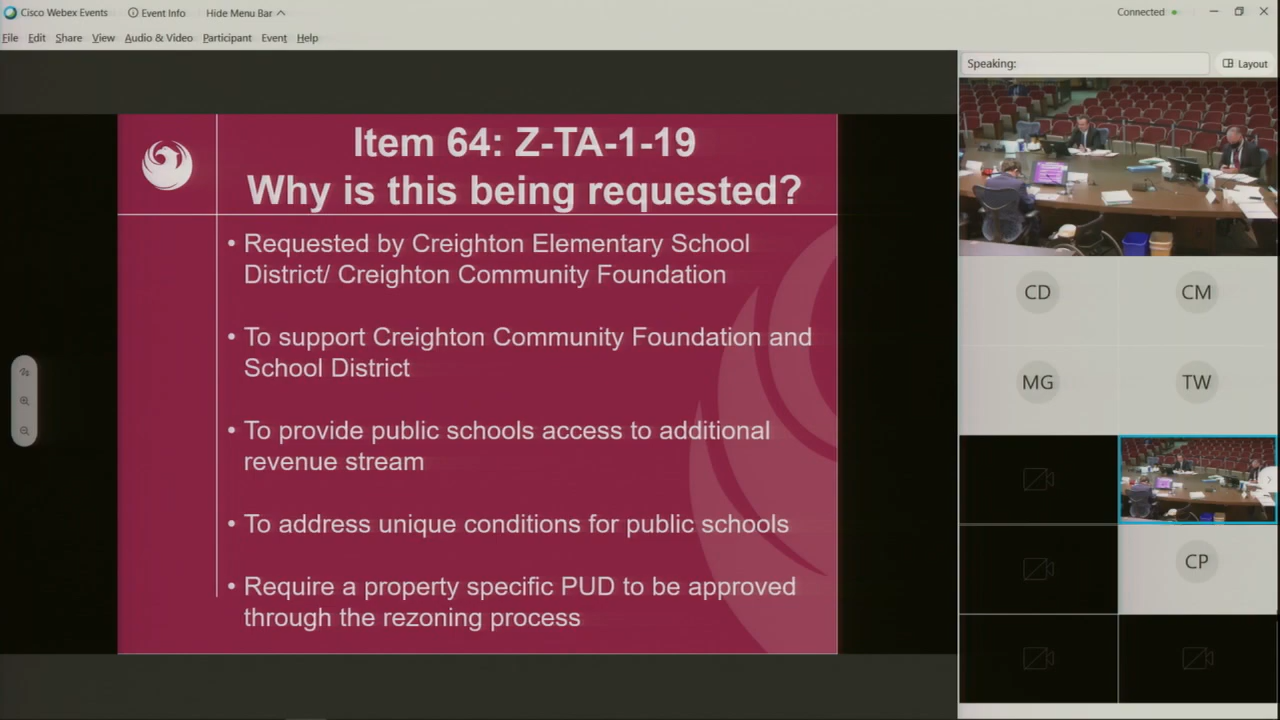 Cisco Webex Events
Event Info
Hide Menu Bar
Connected
File Edit Share View Audio & Video Participant Event Help
Speaking:
Layout
Item 64: Z-TA-1-19
Why is this being requested?
• Requested by Creighton Elementary School
District/ Creighton Community Foundation
• To support Creighton Community Foundation and
School District
• To provide public schools access to additional
revenue stream
• To address unique conditions for public schools
• Require a property specific PUD to be approved
through the rezoning process
CD
CM
MG
TW
CP